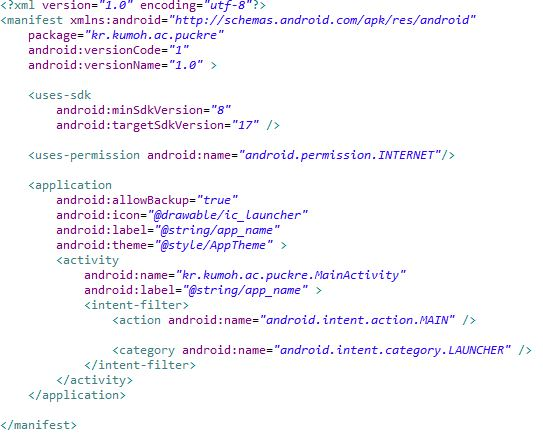 <?xml version="1.0" encoding="utf-8"?>
<manifest xmlns:android="http://schemas.android.com/apk/res/android"
    package="kr.kumoh.ac.puckre"
    android:versionCode="1"
    android:versionName="1.0" >

    <uses-sdk
        android:minSdkVersion="8"
        android:targetSdkVersion="17" />

    <uses-permission android:name="android.permission.INTERNET"/>

    <application
        android:allowBackup="true"
        android:icon="@drawable/ic_launcher"
        android:label="@string/app_name"
        android:theme="@style/AppTheme" >
        <activity
            android:name="kr.kumoh.ac.puckre.MainActivity"
            android:label="@string/app_name" >
            <intent-filter>
                <action android:name="android.intent.action.MAIN" />

                <category android:name="android.intent.category.LAUNCHER" />
            </intent-filter>
        </activity>
    </application>

</manifest>